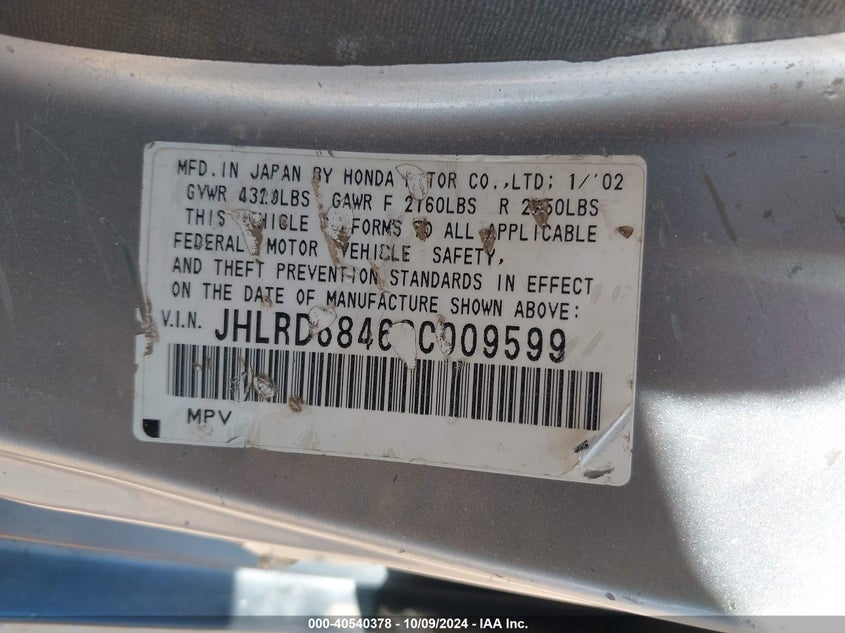 MFD. IN JAPAN BY HONDA CO.,LTD; 1/'02
GVWR LBS GAWR F LBS R LBS
THIS VEHICLE TO ALL APPLICABLE
FEDERAL MOTOR VEHICLE SAFETY,
AND THEFT PREVENTION STANDARDS IN EFFECT
ON THE DATE OF MANUFACTURE SHOWN ABOVE:
V.I.N.
MPV
000-40540378 - 10/09/2024 - IAA Inc.